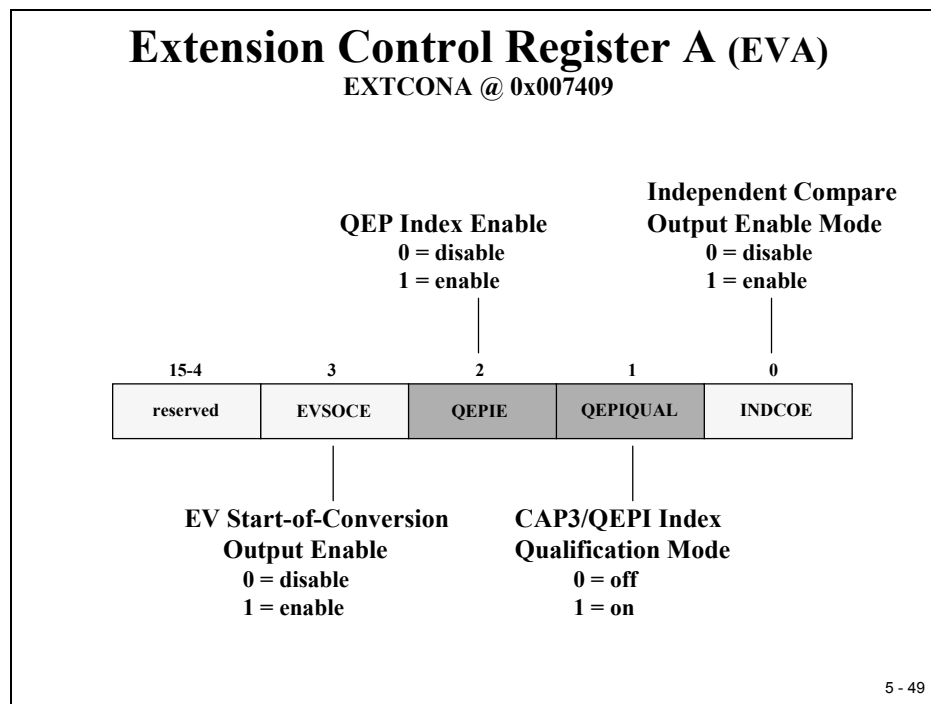 Extension Control Register A (EVA)
EXTCONA @ 0x007409
Independent Compare
Output Enable Mode
0 = disable
1 = enable
QEP Index Enable
0 = disable
1 = enable
15-4 3 2 1 0
reserved EVSOCE QEPIE QEPIQUAL INDCOE
EV Start-of-Conversion
Output Enable
0 = disable
1 = enable
CAP3/QEPI Index
Qualification Mode
0 = off
1 = on
5 - 49